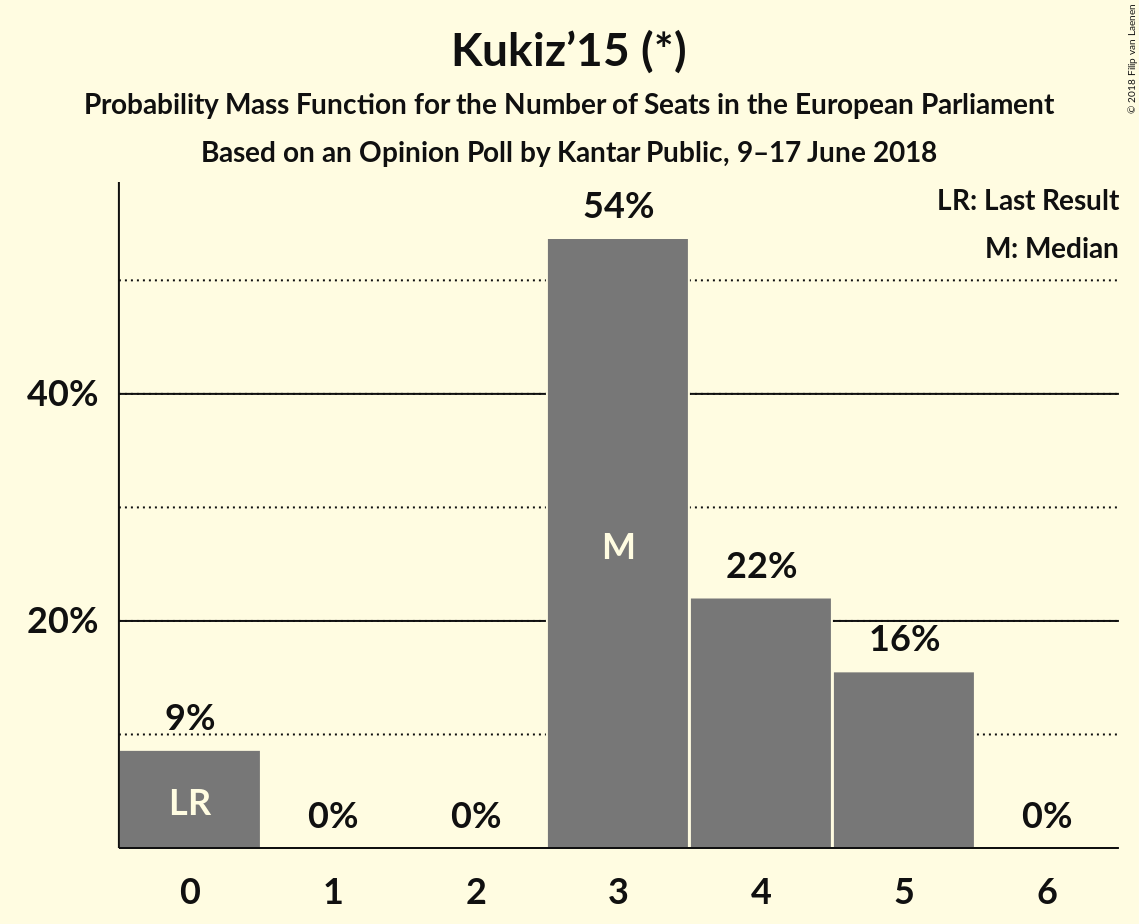 Kukiz’15 (*)
Probability Mass Function for the Number of Seats in the European Parliament
Based on an Opinion Poll by Kantar Public, 9–17 June 2018
© 2018 Filip van Laenen
LR: Last Result
M: Median
54%
40%
M
22%
20%
16%
9%
LR
0%
0%
0%
0
1
2
3
4
5
6